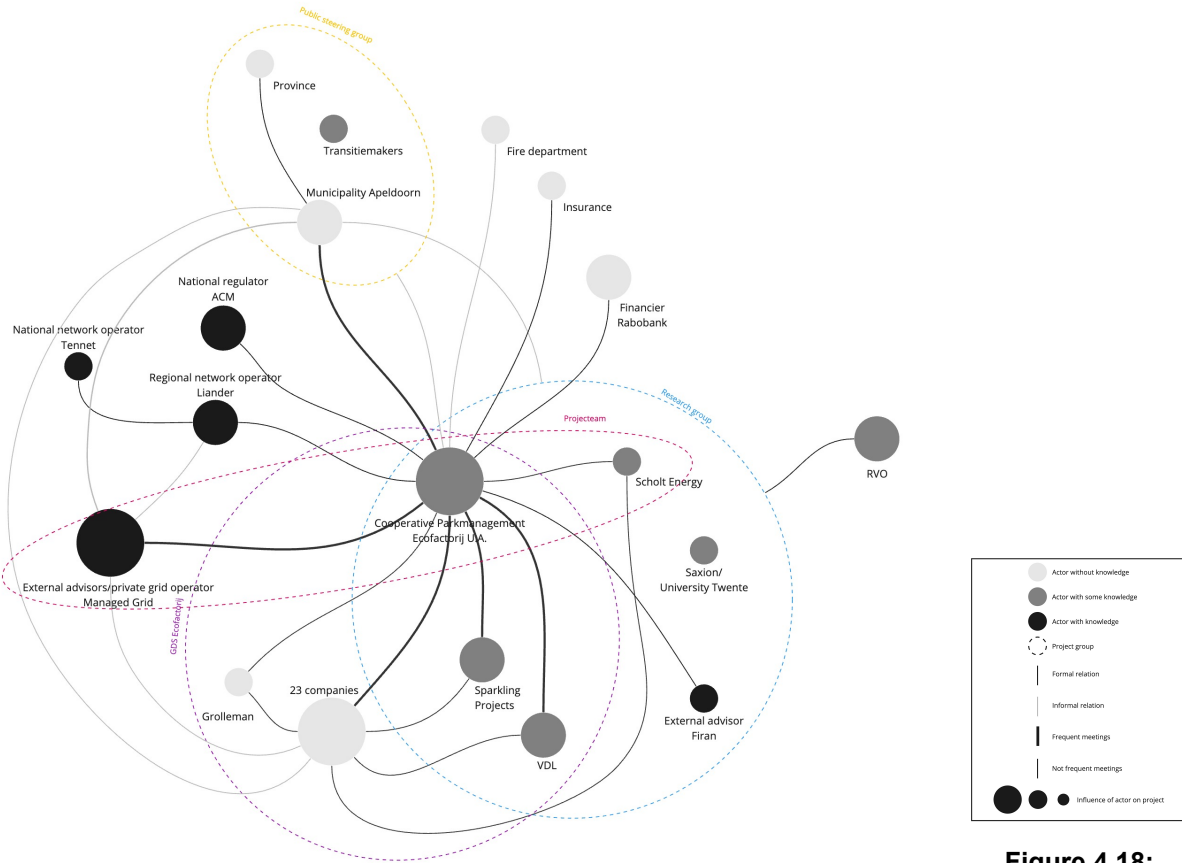 Public steering group
Province
Transitiemakers
Fire department
Municipality Apeldoorn
Insurance
National regulator
ACM
Financier
Rabobank
National network operator
Tennet
Regional network operator
Liander
Research group
Projecteam
RVO
Scholt Energy
Cooperative Parkmanagement
Ecofactorij U.A.
Saxion/
University Twente
External advisors/private grid operator
Managed Grid
GDS Ecofactorij
23 companies
Grolleman
Sparkling
Projects
External advisor
Firan
VDL
Actor without knowledge
Actor with some knowledge
Actor with knowledge
Project group
Formal relation
Informal relation
Frequent meetings
Not frequent meetings
Influence of actor on project
Figure 4.18: